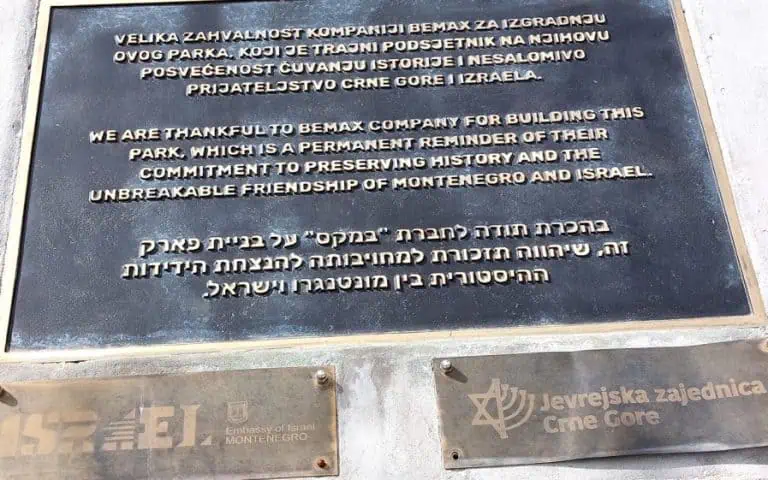 VELIKA ZAHVALNOST KOMPANIJI BEMAX ZA IZGRADNJU
OVOG PARKA, KOJI JE TRAJNI PODSJETNIK NA NJIHOVU
POSVEĆENOST ČUVANJU ISTORIJE I NESALOMIVO
PRIJATELJSTVO CRNE GORE I IZRAELA.
WE ARE THANKFUL TO BEMAX COMPANY FOR BUILDING THIS
PARK, WHICH IS A PERMANENT REMINDER OF THEIR
COMMITMENT TO PRESERVING HISTORY AND THE
UNBREAKABLE FRIENDSHIP OF MONTENEGRO AND ISRAEL.
בהכרת תודה לחברת "במקס" על בניית פארק
זה, שיהווה תזכורת למחויבותה להנצחת הידידות
ההיסטורית בין מונטנגרו וישראל.
ISRAEL
Embassy of Israel
MONTENEGRO
Jevrejska zajednica
Crne Gore